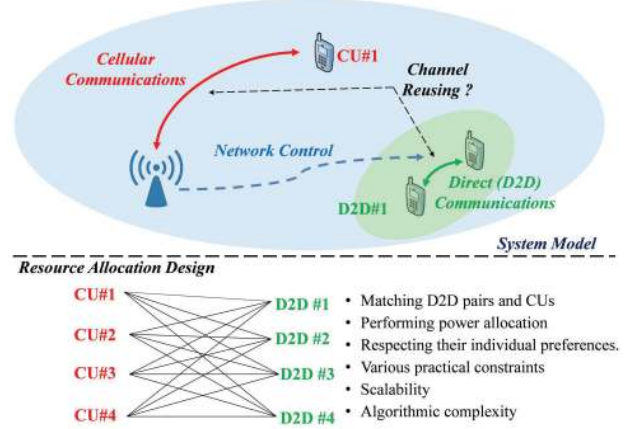 Cellular
Communications
CU#1
Channel
Reusing ?
Network Control
Direct (D2D)
Communications
D2D#1
System Model
Resource Allocation Design
CU#1
CU#2
CU#3
CU#4
D2D #1
D2D #2
D2D #3
D2D #4
• Matching D2D pairs and CUs
• Performing power allocation
• Respecting their individual preferences.
• Various practical constraints
• Scalability
• Algorithmic complexity